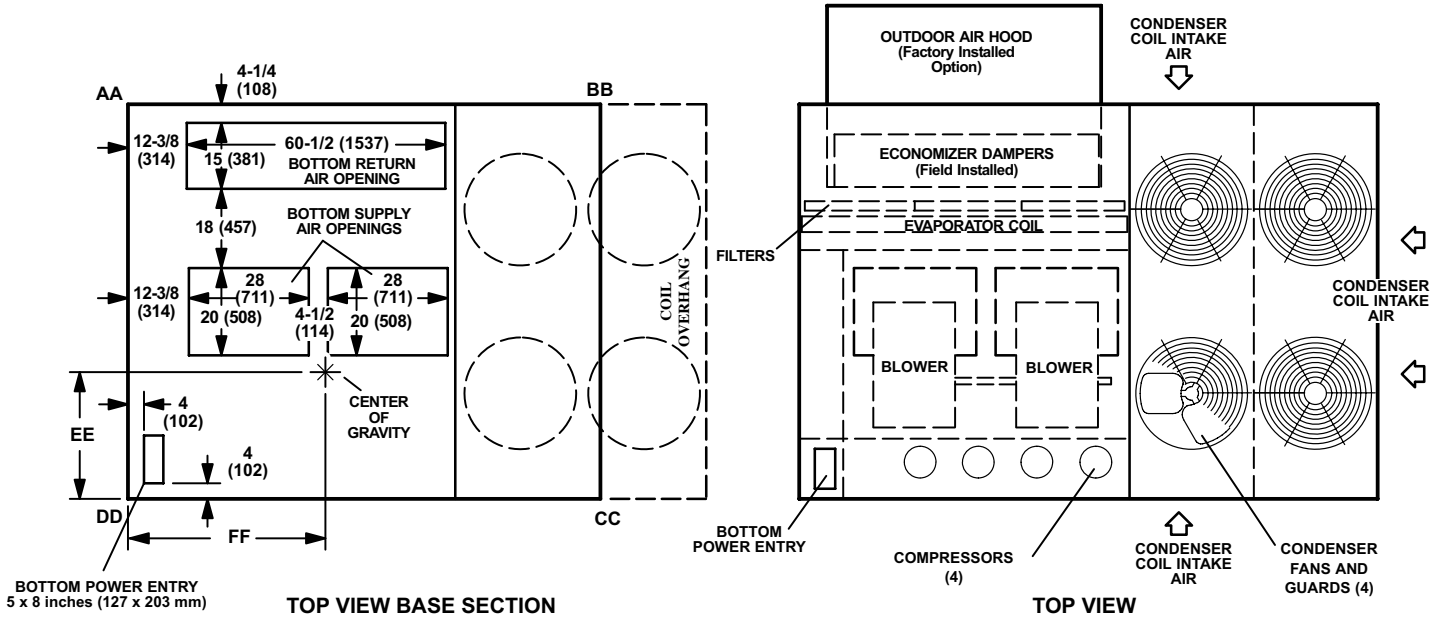 AA
4-1/4
(108)
BB
12-3/8
(314)
60-1/2 (1537)
15 (381)
BOTTOM RETURN
AIR OPENING
18 (457)
BOTTOM SUPPLY
AIR OPENINGS
12-3/8
(314)
28
(711)
20 (508)
4-1/2
(114)
28
(711)
20 (508)
COIL
OVERHANG
CENTER
OF
GRAVITY
EE
4
(102)
4
(102)
DD
FF
CC
BOTTOM POWER ENTRY
5 x 8 inches (127 x 203 mm)
TOP VIEW BASE SECTION
OUTDOOR AIR HOOD
(Factory Installed
Option)
CONDENSER
COIL INTAKE
AIR
ECONOMIZER DAMPERS
(Field Installed)
FILTERS
EVAPORATOR COIL
CONDENSER
COIL INTAKE
AIR
BLOWER
BLOWER
BOTTOM
POWER ENTRY
COMPRESSORS
(4)
CONDENSER
COIL INTAKE
AIR
CONDENSER
FANS AND
GUARDS (4)
TOP VIEW